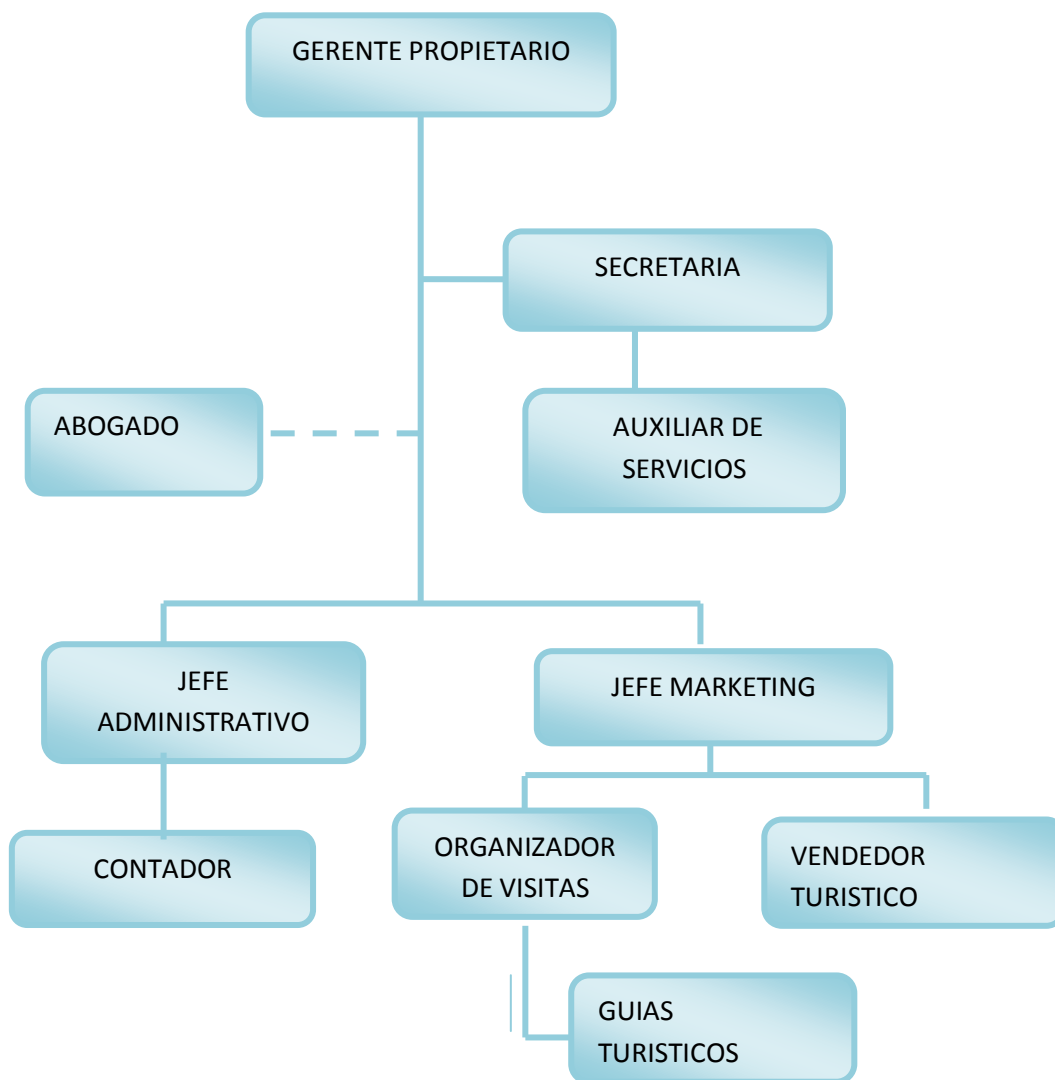 GERENTE PROPIETARIO
SECRETARIA
ABOGADO
AUXILIAR DE
SERVICIOS
JEFE
ADMINISTRATIVO
JEFE MARKETING
CONTADOR
ORGANIZADOR
DE VISITAS
VENDEDOR
TURISTICO
GUIAS
TURISTICOS